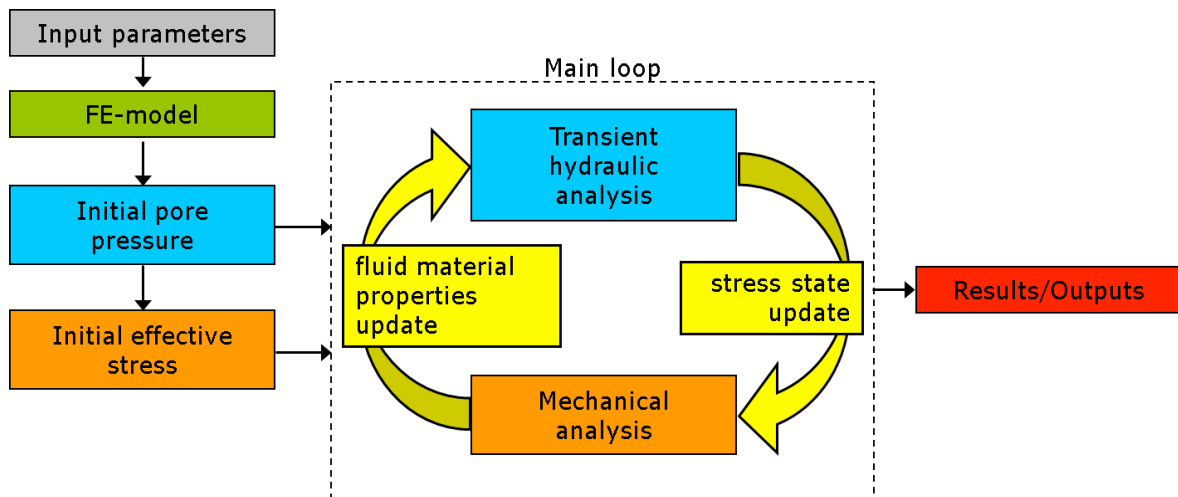 Input parameters
FE-model
Initial pore
pressure
Initial effective
stress
Main loop
Transient
hydraulic
analysis
fluid material
properties
update
stress state
update
Mechanical
analysis
Results/Outputs